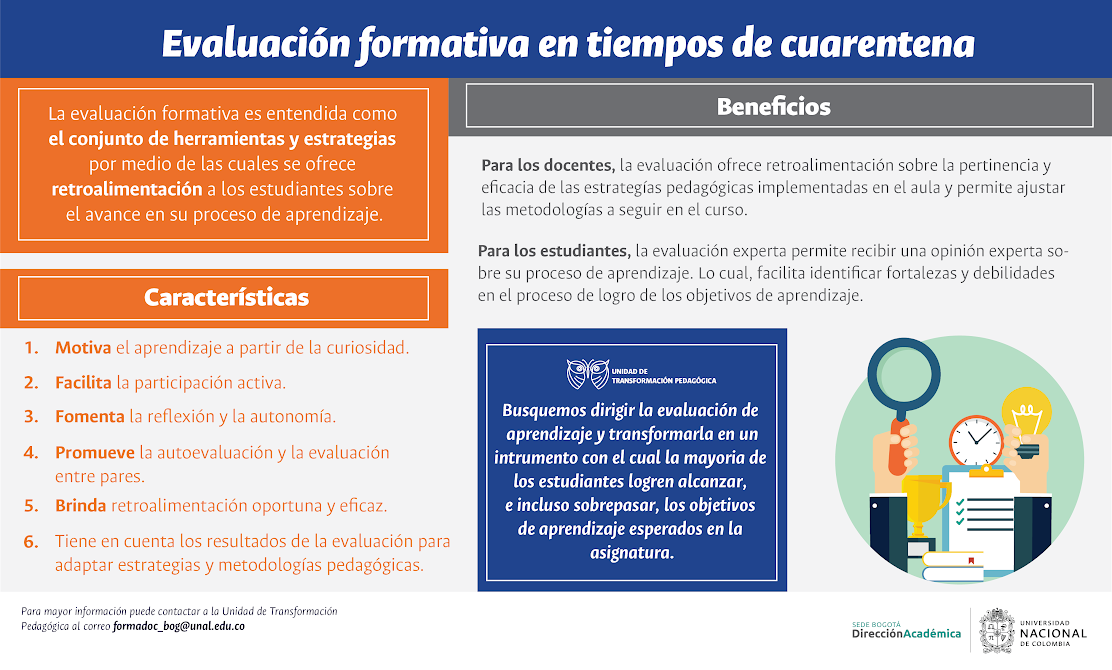 Evaluación formativa en tiempos de cuarentena
La evaluación formativa es entendida como
el conjunto de herramientas y estrategias
por medio de las cuales se ofrece
retroalimentación a los estudiantes sobre
el avance en su proceso de aprendizaje.
Características
1. Motiva el aprendizaje a partir de la curiosidad.
2. Facilita la participación activa.
3. Fomenta la reflexión y la autonomía.
4. Promueve la autoevaluación y la evaluación
entre pares.
5. Brinda retroalimentación oportuna y eficaz.
6. Tiene en cuenta los resultados de la evaluación para
adaptar estrategias y metodologías pedagógicas.
Beneficios
Para los docentes, la evaluación ofrece retroalimentación sobre la pertinencia y
eficacia de las estrategías pedagógicas implementadas en el aula y permite ajustar
las metodologías a seguir en el curso.
Para los estudiantes, la evaluación experta permite recibir una opinión experta so-
bre su proceso de aprendizaje. Lo cual, facilita identificar fortalezas y debilidades
en el proceso de logro de los objetivos de aprendizaje.
UNIDAD DE
TRANSFORMACIÓN PEDAGÓGICA
Busquemos dirigir la evaluación de
aprendizaje y transformarla en un
intrumento con el cual la mayoria de
los estudiantes logren alcanzar,
e incluso sobrepasar, los objetivos
de aprendizaje esperados en la
asignatura.
Para mayor información puede contactar a la Unidad de Transformación
Pedagógica al correo formadoc_bog@unal.edu.co
SEDE BOGOTÁ
DirecciónAcadémica
UNIVERSIDAD
NACIONAL
DE COLOMBIA